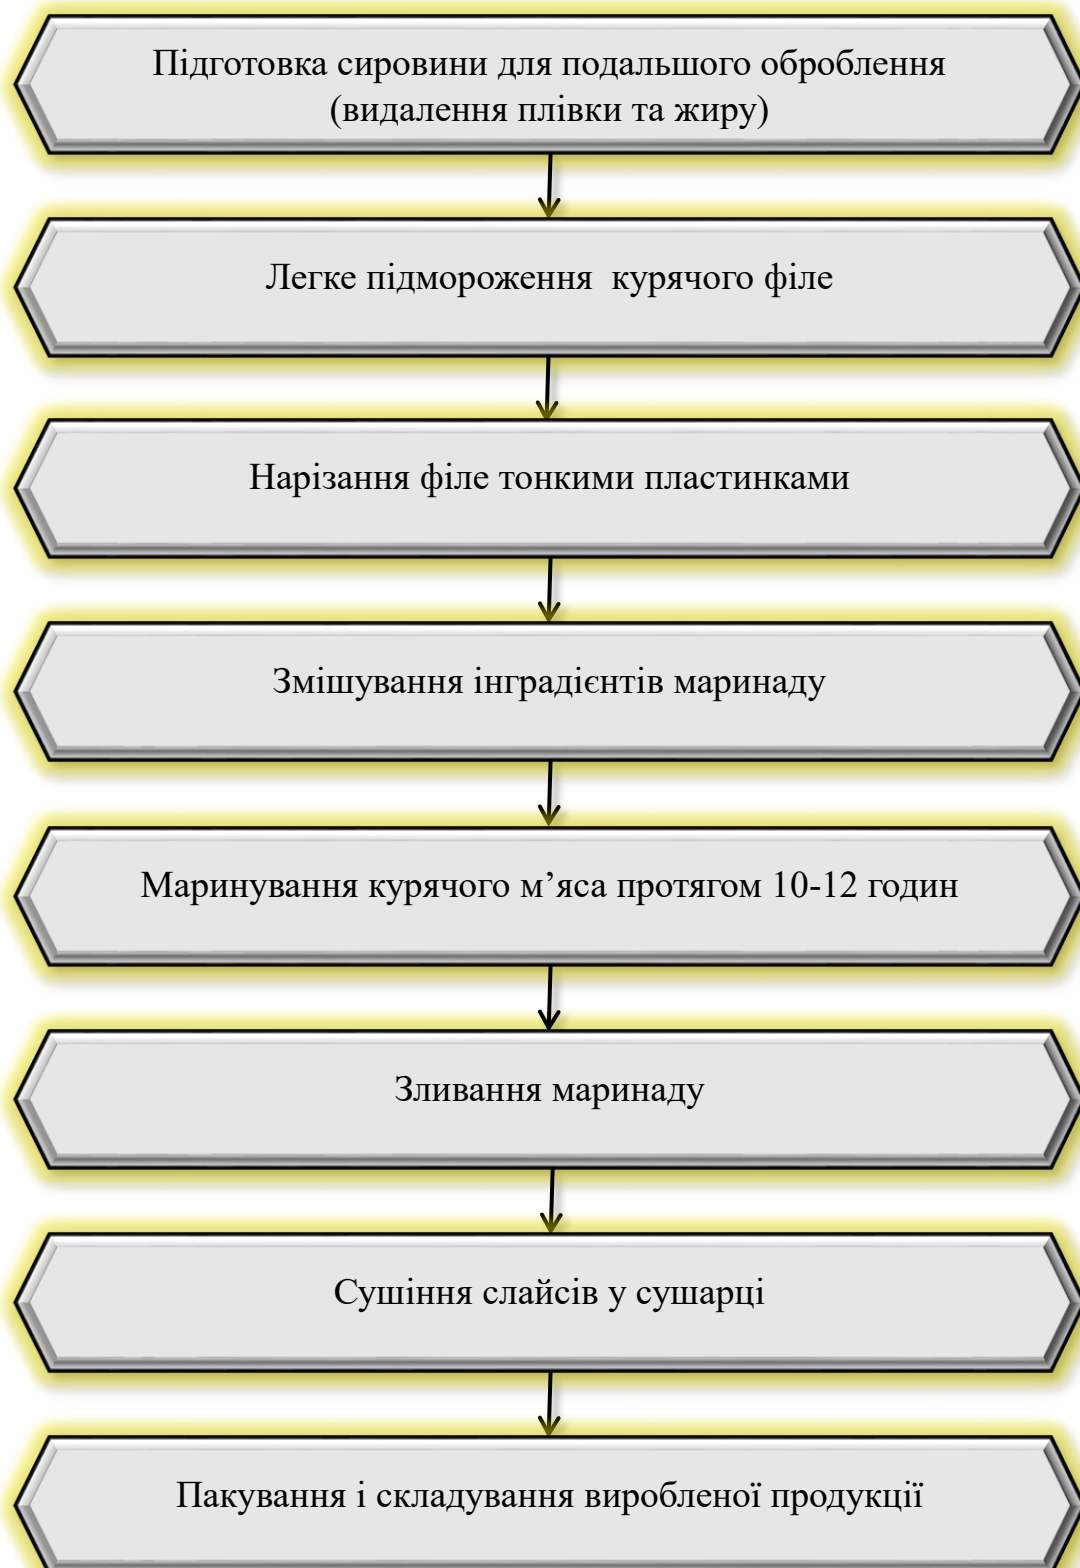 Підготовка сировини для подальшого оброблення
(видалення плівки та жиру)
Легке підмороження курячого філе
Нарізання філе тонкими пластинками
Змішування інградієнтів маринаду
Маринування курячого м’яса протягом 10-12 годин
Зливання маринаду
Сушіння слайсів у сушарці
Пакування і складування виробленої продукції